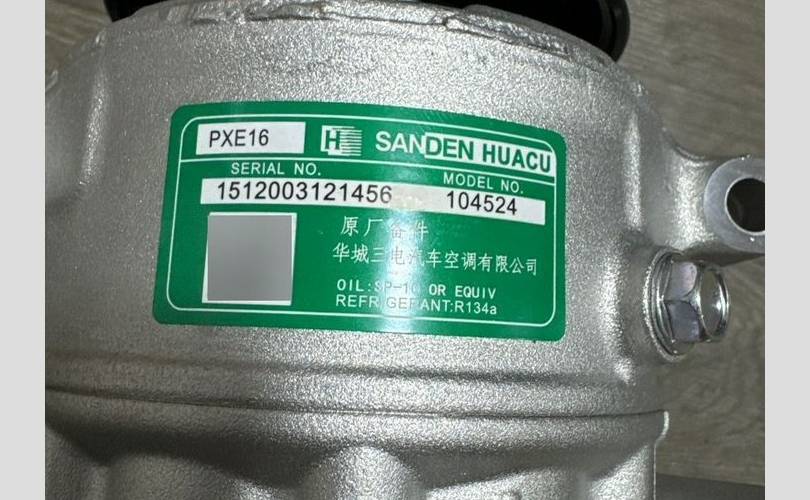 PXE16 SANDEN HUACU
SERIAL NO. MODEL NO.
1512003121456 104524
原厂备件
华城三电汽车空调有限公司
OIL:SP-10 OR EQUIV
REFRIGERANT:R134a